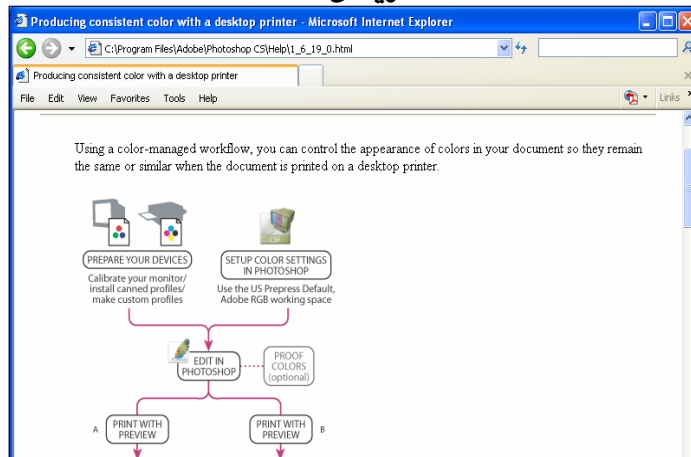 Producing consistent color with a desktop printer - Microsoft Internet Explorer
C:\Program Files\Adobe\Photoshop CS\Help\1_6_19_0.html
Producing consistent color with a desktop printer
File Edit View Favorites Tools Help Links
Using a color-managed workflow, you can control the appearance of colors in your document so they remain
the same or similar when the document is printed on a desktop printer.
CSF
PREPARE YOUR DEVICES
Calibrate your monitor/
install canned profiles/
make custom profiles
SETUP COLOR SETTINGS
IN PHOTOSHOP
Use the US Prepress Default,
Adobe RGB working space
EDIT IN
PHOTOSHOP
PROOF
COLORS
(optional)
A
PRINT WITH
PREVIEW
PRINT WITH
PREVIEW
B